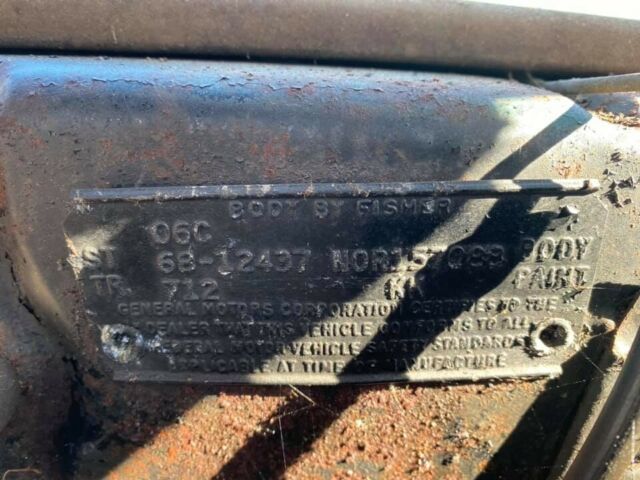 BODY BY FISHER
06C
ST 68-12437 NOR157088 BODY
TR 712 KK PAINT
GENERAL MOTORS CORPORATION CERTIFIES TO THE
DEALER THAT THIS VEHICLE CONFORMS TO ALL
FEDERAL MOTOR VEHICLE SAFETY STANDARDS
APPLICABLE AT TIME OF MANUFACTURE